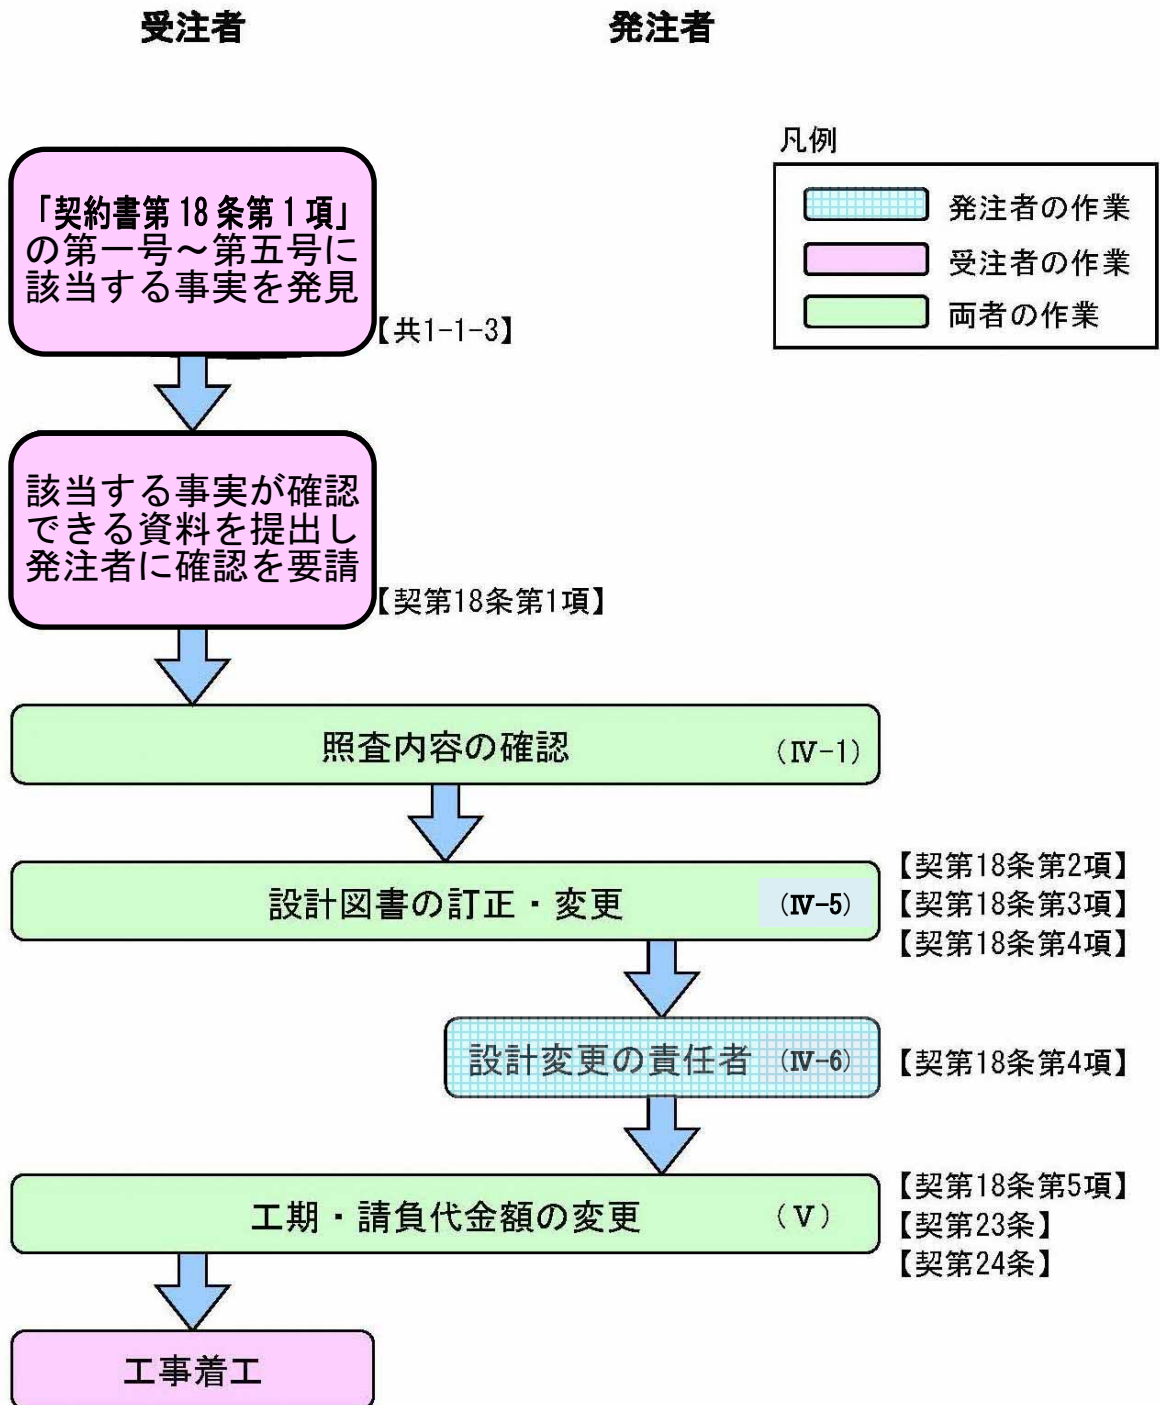 受注者
発注者
凡例
発注者の作業
受注者の作業
両者の作業
「契約書第18条第1項」
の第一号~第五号に
該当する事実を発見
【共1-1-3】
該当する事実が確認
できる資料を提出し
発注者に確認を要請
【契第18条第1項】
照査内容の確認 (Ⅳ-1)
設計図書の訂正・変更 (Ⅳ-5)
【契第18条第2項】
【契第18条第3項】
【契第18条第4項】
設計変更の責任者 (Ⅳ-6)
【契第18条第4項】
工期・請負代金額の変更 (Ⅴ)
【契第18条第5項】
【契第23条】
【契第24条】
工事着工